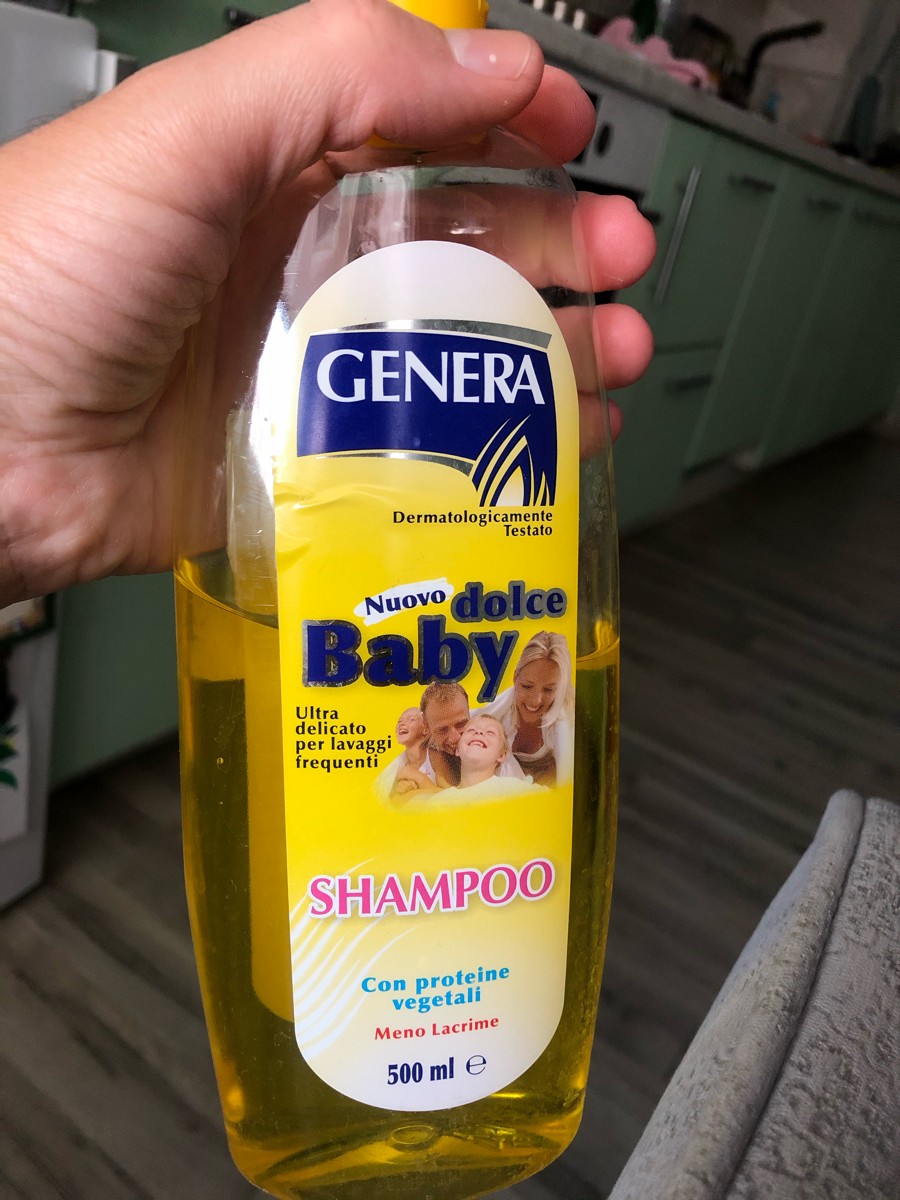 GENERA
Dermatologicamente
Testato
Nuovo dolce
Baby
Ultra
delicato
per lavaggi
frequenti
SHAMPOO
Con proteine
vegetali
Meno Lacrime
500 ml ℮